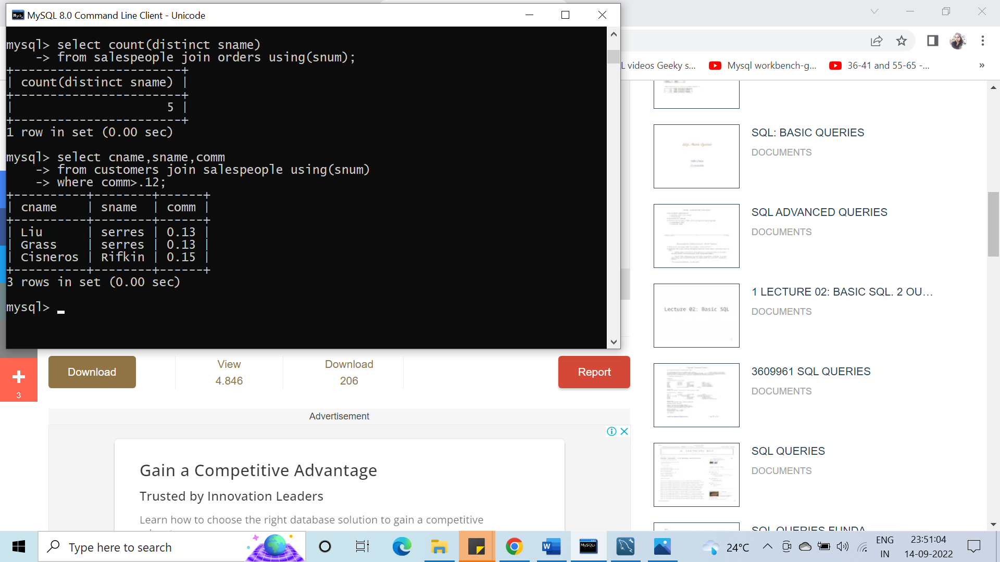 MySQL 8.0 Command Line Client - Unicode
mysql> select count(distinct sname)
    -> from salespeople join orders using(snum);
+-----------------------+
| count(distinct sname) |
+-----------------------+
|                     5 |
+-----------------------+
1 row in set (0.00 sec)
mysql> select cname,sname,comm
    -> from customers join salespeople using(snum)
    -> where comm>.12;
+----------+--------+------+
| cname    | sname  | comm |
+----------+--------+------+
| Liu      | serres | 0.13 |
| Grass    | serres | 0.13 |
| Cisneros | Rifkin | 0.15 |
+----------+--------+------+
3 rows in set (0.00 sec)
mysql>
L videos Geeky s...
Mysql workbench-g...
36-41 and 55-65 -...
»
SQL: BASIC QUERIES
DOCUMENTS
SQL ADVANCED QUERIES
DOCUMENTS
Lecture 02: Basic SQL
1 LECTURE 02: BASIC SQL. 2 OU...
DOCUMENTS
3609961 SQL QUERIES
DOCUMENTS
SQL QUERIES
DOCUMENTS
SQL QUERIES FUNDA
3
Download
View
4.846
Download
206
Report
Advertisement
Gain a Competitive Advantage
Trusted by Innovation Leaders
Learn how to choose the right database solution to gain a competitive
Type here to search
MySQL
24°C
ENG
IN
23:51:04
14-09-2022